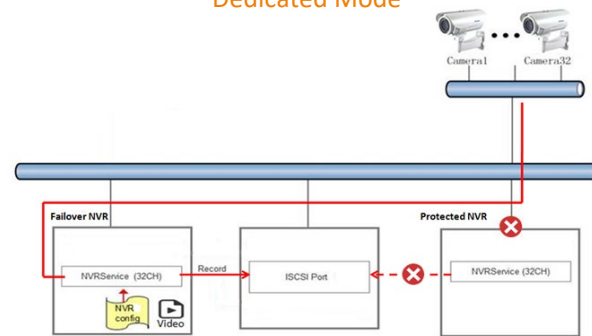 Dedicated Mode
Camera1
Camera32
Failover NVR
Protected NVR
NVRService (32CH)
Record
ISCSI Port
NVRService (32CH)
NVR
config
Video